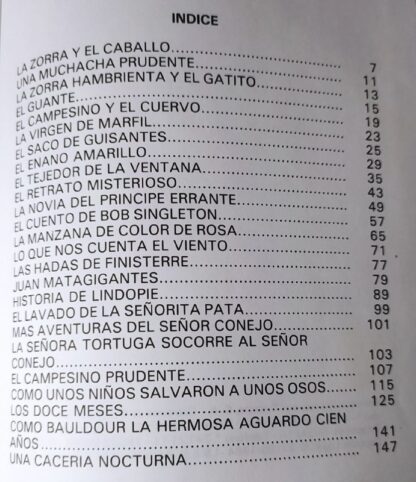 INDICE
LA ZORRA Y EL CABALLO........ 7
UNA MUCHACHA PRUDENTE........ 11
LA ZORRA HAMBRIENTA Y EL GATITO........ 13
EL GUANTE........ 15
EL CAMPESINO Y EL CUERVO........ 19
LA VIRGEN DE MARFIL........ 23
EL SACO DE GUISANTES........ 25
EL ENANO AMARILLO........ 29
EL TEJEDOR DE LA VENTANA........ 35
EL RETRATO MISTERIOSO........ 43
LA NOVIA DEL PRINCIPE ERRANTE........ 49
EL CUENTO DE BOB SINGLETON........ 57
LA MANZANA DE COLOR DE ROSA........ 65
LO QUE NOS CUENTA EL VIENTO........ 71
LAS HADAS DE FINISTERRE........ 77
JUAN MATAGIGANTES........ 79
HISTORIA DE LINDOPIE........ 89
EL LAVADO DE LA SEÑORITA PATA........ 99
MAS AVENTURAS DEL SEÑOR CONEJO........ 101
LA SEÑORA TORTUGA SOCORRE AL SEÑOR
CONEJO........ 103
EL CAMPESINO PRUDENTE........ 107
COMO UNOS NIÑOS SALVARON A UNOS OSOS........ 115
LOS DOCE MESES........ 125
COMO BAULDOUR LA HERMOSA AGUARDO CIEN
AÑOS........ 141
UNA CACERIA NOCTURNA........ 147